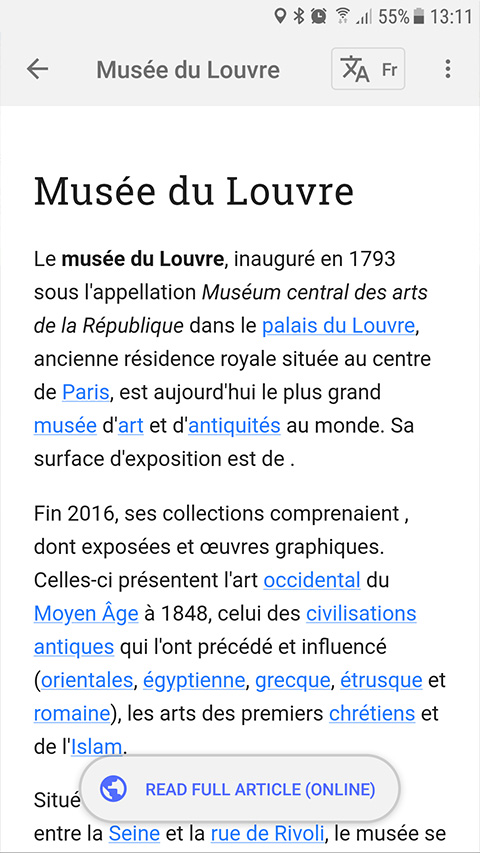 55% 13:11
Musée du Louvre Fr
Musée du Louvre
Le musée du Louvre, inauguré en 1793
sous l'appellation Muséum central des arts
de la République dans le palais du Louvre,
ancienne résidence royale située au centre
de Paris, est aujourd'hui le plus grand
musée d'art et d'antiquités au monde. Sa
surface d'exposition est de .
Fin 2016, ses collections comprenaient ,
dont exposées et œuvres graphiques.
Celles-ci présentent l'art occidental du
Moyen Âge à 1848, celui des civilisations
antiques qui l'ont précédé et influencé
(orientales, égyptienne, grecque, étrusque et
romaine), les arts des premiers chrétiens et
de l'Islam.
READ FULL ARTICLE (ONLINE)
Situé
entre la Seine et la rue de Rivoli, le musée se